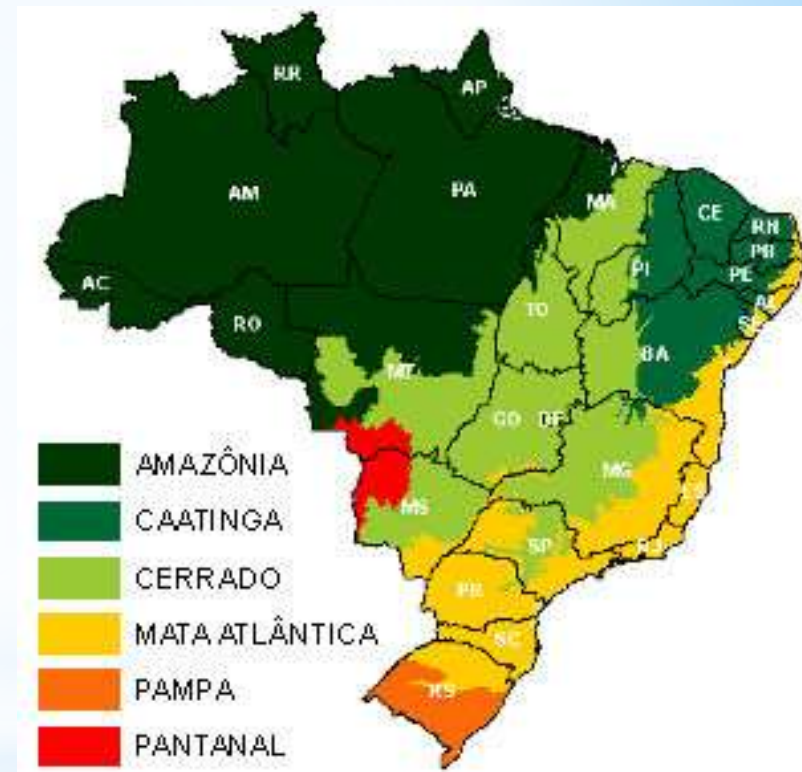 RR
AP
AM
PA
MA
CE
RN
PB
PI
PE
AC
AL
SE
RO
TO
BA
MT
GO
DF
MG
MS
ES
SP
RJ
PR
SC
RS
AMAZÔNIA
CAATINGA
CERRADO
MATA ATLÂNTICA
PAMPA
PANTANAL